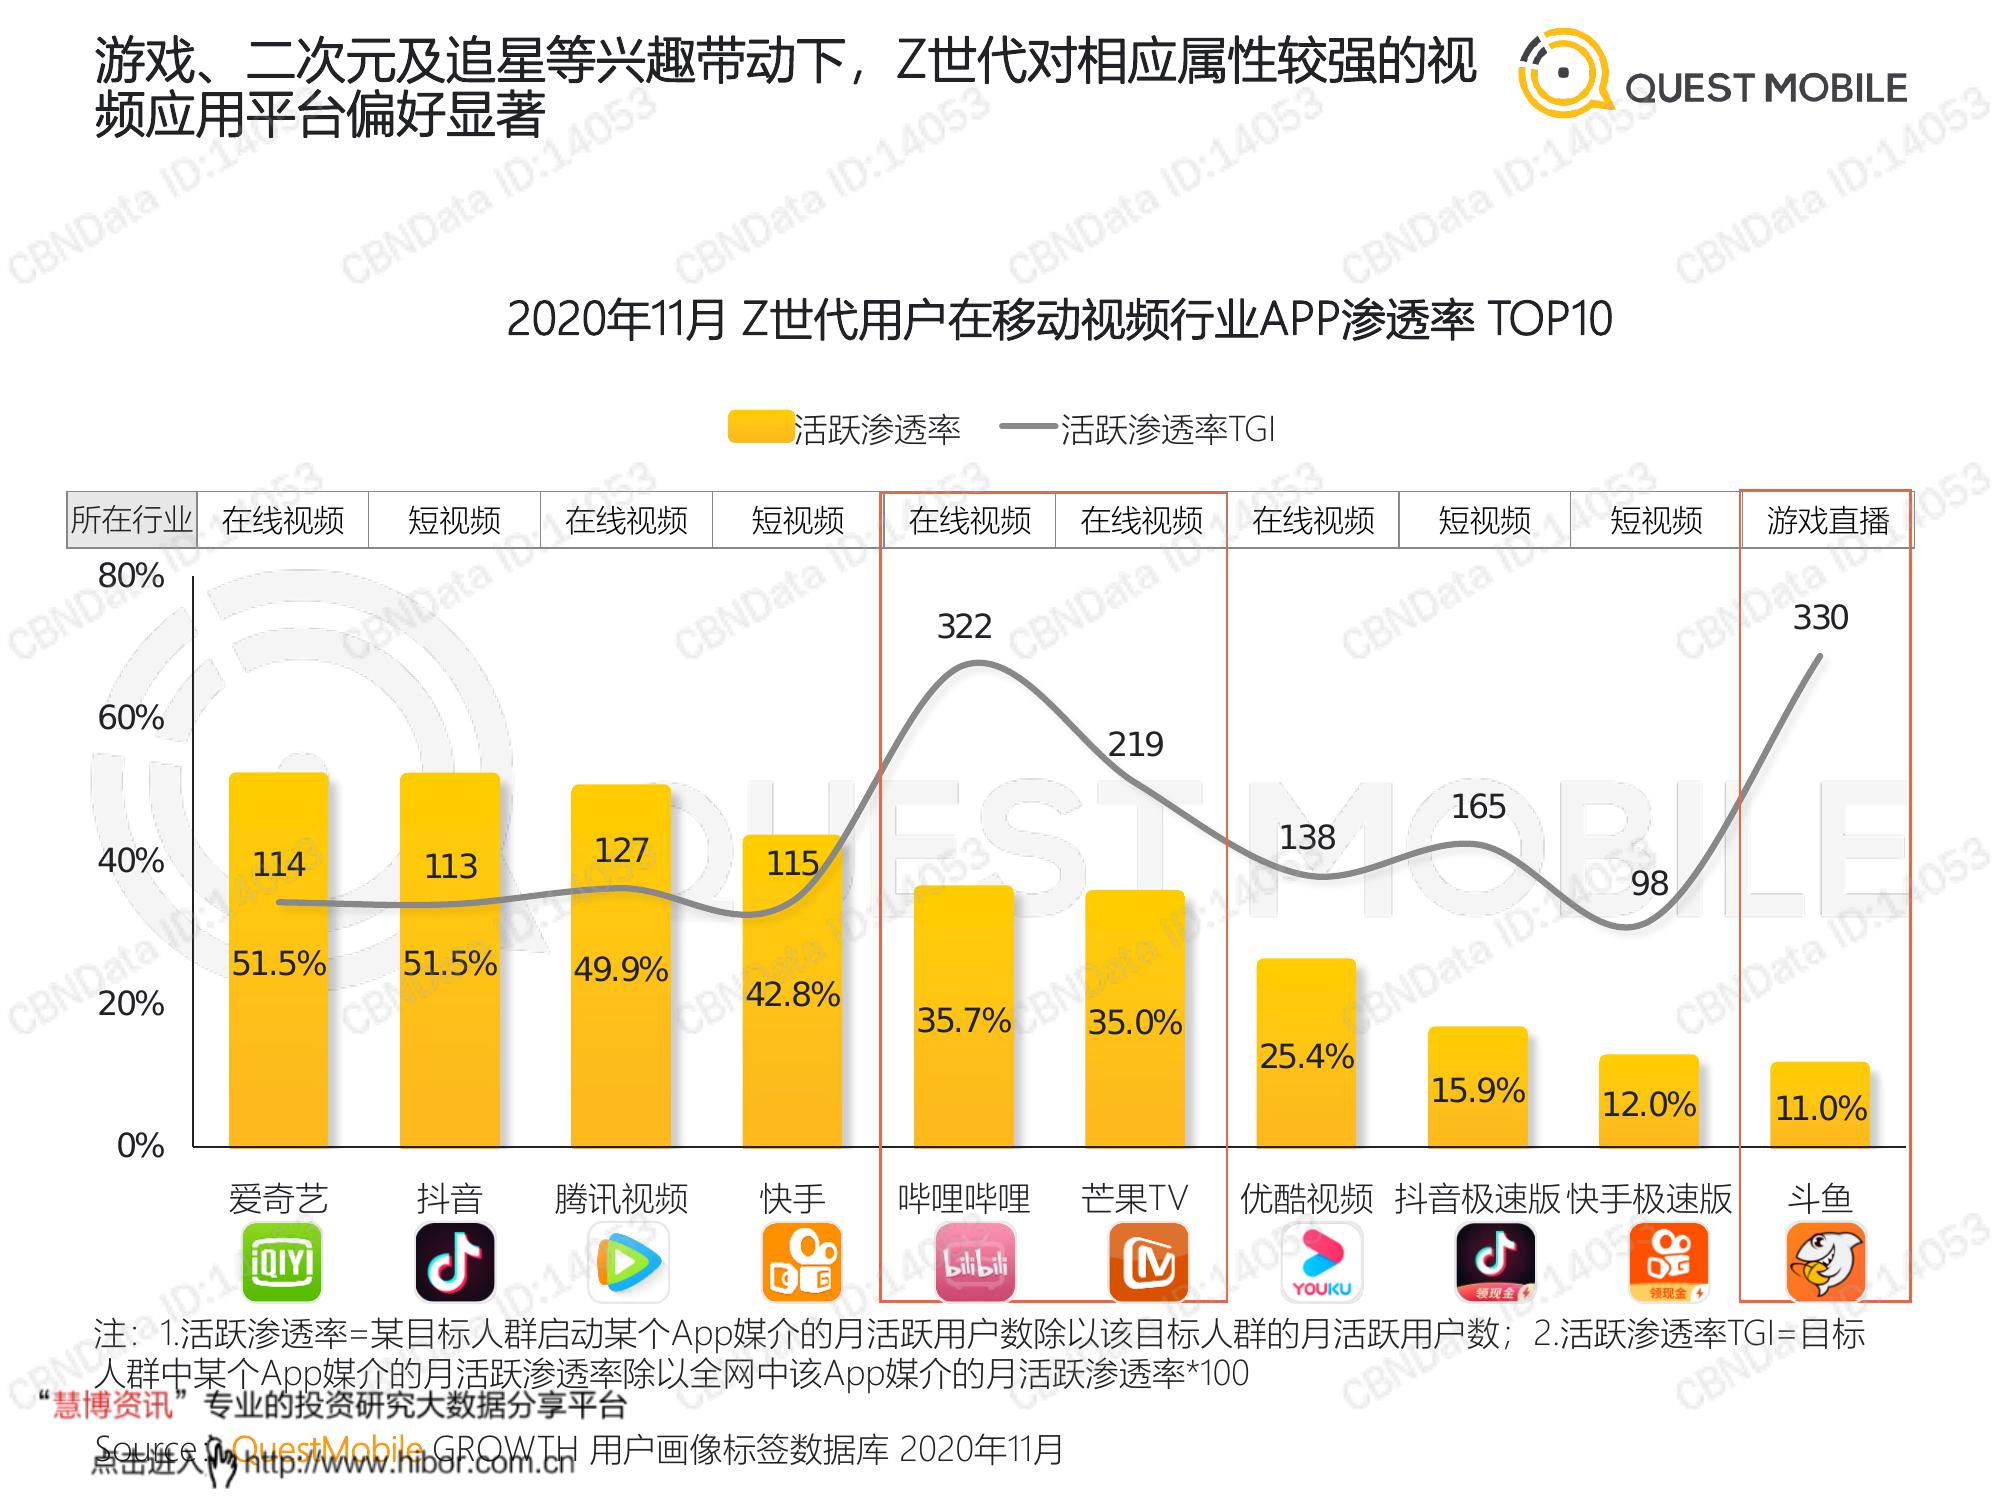 游戏、二次元及追星等兴趣带动下，Z世代对相应属性较强的视
频应用平台偏好显著
QUEST MOBILE
2020年11月 Z世代用户在移动视频行业APP渗透率 TOP10
活跃渗透率 活跃渗透率TGI
所在行业 在线视频 短视频 在线视频 短视频 在线视频 在线视频 在线视频 短视频 短视频 游戏直播
80%
60%
40%
20%
0%
114 113 127 115 322 219 138 165 98 330
51.5% 51.5% 49.9% 42.8% 35.7% 35.0% 25.4% 15.9% 12.0% 11.0%
爱奇艺 抖音 腾讯视频 快手 哔哩哔哩 芒果TV 优酷视频 抖音极速版 快手极速版 斗鱼
iQIYI
bilibili
YOUKU
领现金
领现金
注：1.活跃渗透率=某目标人群启动某个App媒介的月活跃用户数除以该目标人群的月活跃用户数；2.活跃渗透率TGI=目标
人群中某个App媒介的月活跃渗透率除以全网中该App媒介的月活跃渗透率*100
“慧博资讯”专业的投资研究大数据分享平台
Source：QuestMobile GROWTH 用户画像标签数据库 2020年11月
点击进入 http://www.hibor.com.cn
QUEST MOBILE
CBNData ID:14053